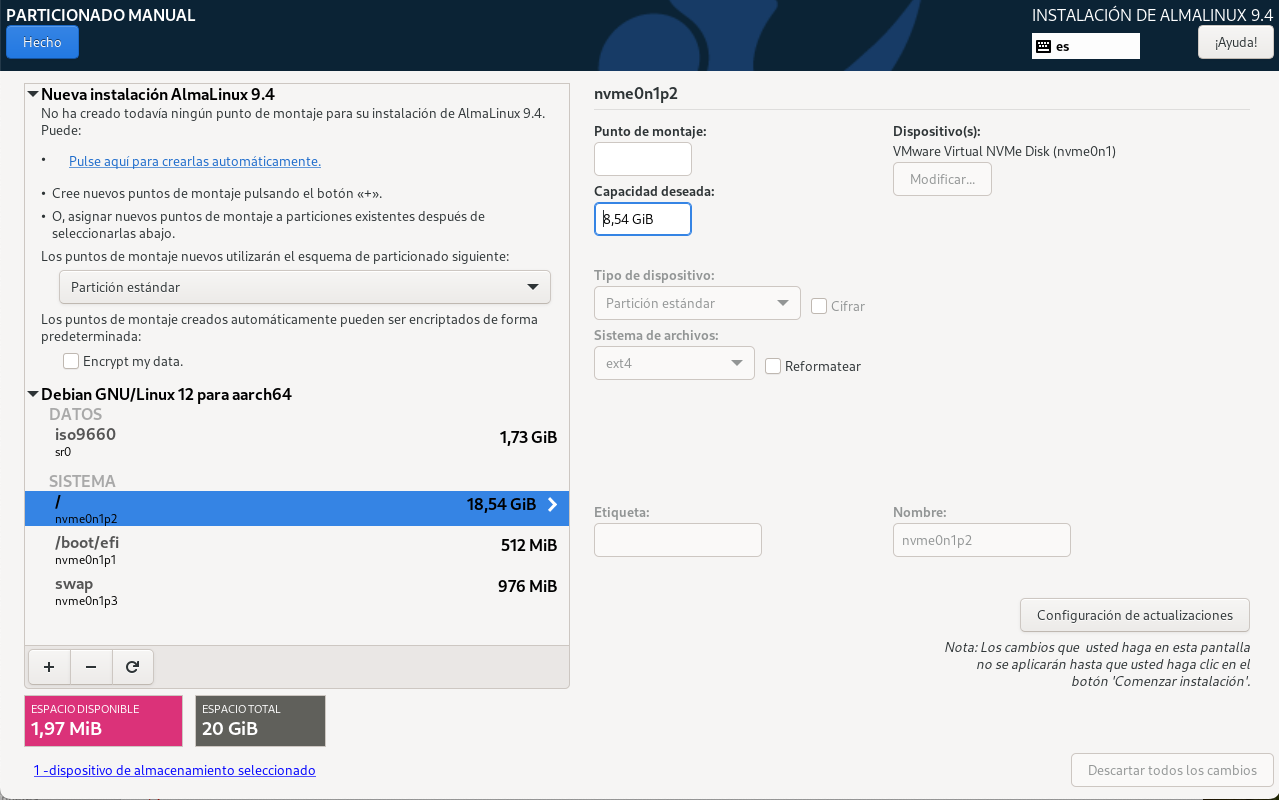 PARTICIONADO MANUAL
INSTALACIÓN DE ALMALINUX 9.4
Hecho
es
¡Ayuda!
Nueva instalación AlmaLinux 9.4
No ha creado todavía ningún punto de montaje para su instalación de AlmaLinux 9.4.
Puede:
• Pulse aquí para crearlas automáticamente.
• Cree nuevos puntos de montaje pulsando el botón «+».
• O, asignar nuevos puntos de montaje a particiones existentes después de
seleccionarlas abajo.
Los puntos de montaje nuevos utilizarán el esquema de particionado siguiente:
Partición estándar
Los puntos de montaje creados automáticamente pueden ser encriptados de forma
predeterminada:
Encrypt my data.
Debian GNU/Linux 12 para aarch64
DATOS
iso9660
1,73 GiB
sr0
SISTEMA
/
18,54 GiB
nvme0n1p2
/boot/efi
512 MiB
nvme0n1p1
swap
976 MiB
nvme0n1p3
+ −
ESPACIO DISPONIBLE
1,97 MiB
ESPACIO TOTAL
20 GiB
1 -dispositivo de almacenamiento seleccionado
nvme0n1p2
Punto de montaje:
Dispositivo(s):
VMware Virtual NVMe Disk (nvme0n1)
Modificar...
Capacidad deseada:
8,54 GiB
Tipo de dispositivo:
Partición estándar
Cifrar
Sistema de archivos:
ext4
Reformatear
Etiqueta:
Nombre:
nvme0n1p2
Configuración de actualizaciones
Nota: Los cambios que usted haga en esta pantalla
no se aplicarán hasta que usted haga clic en el
botón 'Comenzar instalación'.
Descartar todos los cambios